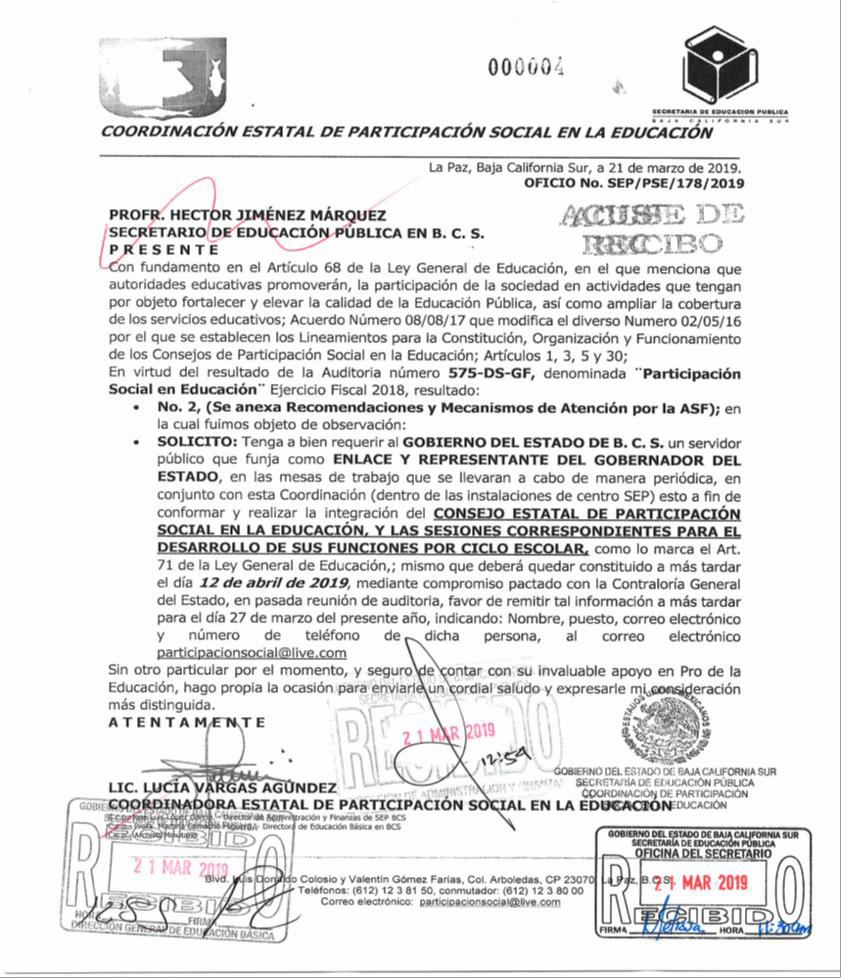 000004
SECRETARIA DE EDUCACION PUBLICA
BAJA CALIFORNIA SUR
COORDINACIÓN ESTATAL DE PARTICIPACIÓN SOCIAL EN LA EDUCACIÓN
La Paz, Baja California Sur, a 21 de marzo de 2019.
OFICIO No. SEP/PSE/178/2019
ACUSE DE
RECIBO
PROFR. HECTOR JIMÉNEZ MÁRQUEZ
SECRETARIO DE EDUCACIÓN PÚBLICA EN B. C. S.
P R E S E N T E
Con fundamento en el Artículo 68 de la Ley General de Educación, en el que menciona que
autoridades educativas promoverán, la participación de la sociedad en actividades que tengan
por objeto fortalecer y elevar la calidad de la Educación Pública, así como ampliar la cobertura
de los servicios educativos; Acuerdo Número 08/08/17 que modifica el diverso Numero 02/05/16
por el que se establecen los Lineamientos para la Constitución, Organización y Funcionamiento
de los Consejos de Participación Social en la Educación; Artículos 1, 3, 5 y 30;
En virtud del resultado de la Auditoria número 575-DS-GF, denominada ¨Participación
Social en Educación¨ Ejercicio Fiscal 2018, resultado:
• No. 2, (Se anexa Recomendaciones y Mecanismos de Atención por la ASF); en
la cual fuimos objeto de observación:
• SOLICITO: Tenga a bien requerir al GOBIERNO DEL ESTADO DE B. C. S. un servidor
público que funja como ENLACE Y REPRESENTANTE DEL GOBERNADOR DEL
ESTADO, en las mesas de trabajo que se llevaran a cabo de manera periódica, en
conjunto con esta Coordinación (dentro de las instalaciones de centro SEP) esto a fin de
conformar y realizar la integración del CONSEJO ESTATAL DE PARTICIPACIÓN
SOCIAL EN LA EDUCACIÓN, Y LAS SESIONES CORRESPONDIENTES PARA EL
DESARROLLO DE SUS FUNCIONES POR CICLO ESCOLAR, como lo marca el Art.
71 de la Ley General de Educación,; mismo que deberá quedar constituido a más tardar
el día 12 de abril de 2019, mediante compromiso pactado con la Contraloría General
del Estado, en pasada reunión de auditoria, favor de remitir tal información a más tardar
para el día 27 de marzo del presente año, indicando: Nombre, puesto, correo electrónico
y número de teléfono de dicha persona, al correo electrónico
participacionsocial@live.com
Sin otro particular por el momento, y seguro de contar con su invaluable apoyo en Pro de la
Educación, hago propia la ocasión para enviarle un cordial saludo y expresarle mi consideración
más distinguida.
A T E N T A M E N T E
SECRETARÍA DE EDUCACIÓN
RECIBIDO
21 MAR 2019
12:59
DIRECCIÓN DE ADMINISTRACIÓN Y FINANZAS
ESTADOS UNIDOS MEXICANOS
GOBIERNO DEL ESTADO DE BAJA CALIFORNIA SUR
SECRETARÍA DE EDUCACIÓN PÚBLICA
COORDINACIÓN DE PARTICIPACIÓN
EDUCACIÓN
LIC. LUCÍA VARGAS AGÚNDEZ
COORDINADORA ESTATAL DE PARTICIPACIÓN SOCIAL EN LA EDUCACIÓN
Luis López García.- Director de Administración y Finanzas de SEP BCS
Directora de Educación Básica en BCS
GOBIERNO DEL ESTADO DE BAJA
RECIBIDO
21 MAR 2019
HORA FIRMA
DIRECCIÓN GENERAL DE EDUCACIÓN BÁSICA
Blvd. Luis Donaldo Colosio y Valentín Gómez Farías, Col. Arboledas, CP 23070, La Paz, B.C.S.
Teléfonos: (612) 12 3 81 50, conmutador: (612) 12 3 80 00
Correo electrónico: participacionsocial@live.com
GOBIERNO DEL ESTADO DE BAJA CALIFORNIA SUR
SECRETARÍA DE EDUCACIÓN PÚBLICA
OFICINA DEL SECRETARIO
21 MAR 2019
RECIBIDO
FIRMA HORA 11:30am